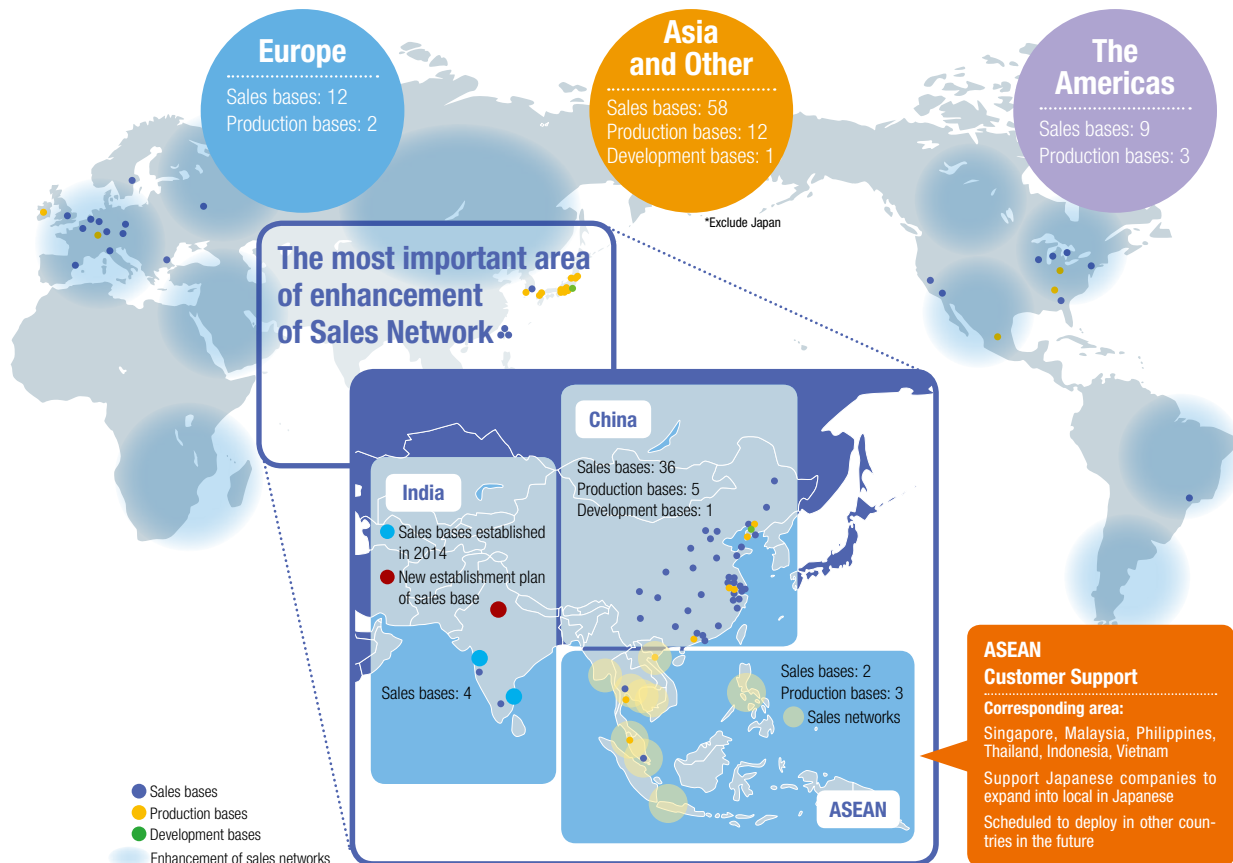 Europe
Sales bases: 12
Production bases: 2
Asia
and Other
Sales bases: 58
Production bases: 12
Development bases: 1
*Exclude Japan
The
Americas
Sales bases: 9
Production bases: 3
The most important area
of enhancement
of Sales Network
China
Sales bases: 36
Production bases: 5
Development bases: 1
India
Sales bases established
in 2014
New establishment plan
of sales base
Sales bases: 4
Sales bases: 2
Production bases: 3
Sales networks
ASEAN
ASEAN
Customer Support
Corresponding area:
Singapore, Malaysia, Philippines,
Thailand, Indonesia, Vietnam
Support Japanese companies to
expand into local in Japanese
Scheduled to deploy in other coun-
tries in the future
Sales bases
Production bases
Development bases
Enhancement of sales networks